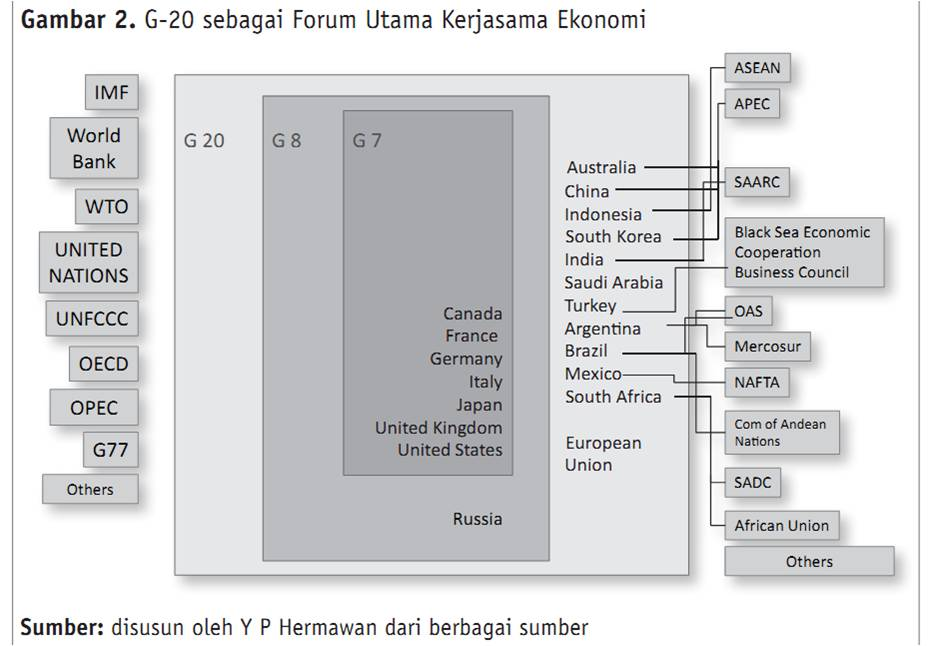 Gambar 2. G-20 sebagai Forum Utama Kerjasama Ekonomi
IMF
World
Bank
WTO
UNITED
NATIONS
UNFCCC
OECD
OPEC
G77
Others
G 20
G 8
G 7
Canada
France
Germany
Italy
Japan
United Kingdom
United States
Russia
Australia
China
Indonesia
South Korea
India
Saudi Arabia
Turkey
Argentina
Brazil
Mexico
South Africa
European
Union
ASEAN
APEC
SAARC
Black Sea Economic
Cooperation
Business Council
OAS
Mercosur
NAFTA
Com of Andean
Nations
SADC
African Union
Others
Sumber: disusun oleh Y P Hermawan dari berbagai sumber